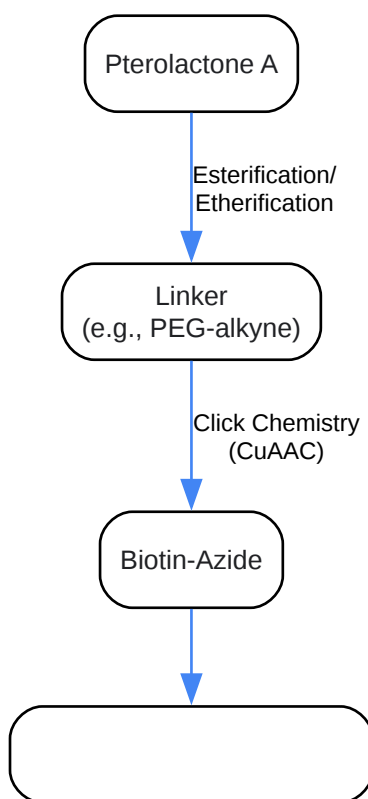 Pterolactone A
Esterification/
Etherification
Linker
(e.g., PEG-alkyne)
Click Chemistry
(CuAAC)
Biotin-Azide